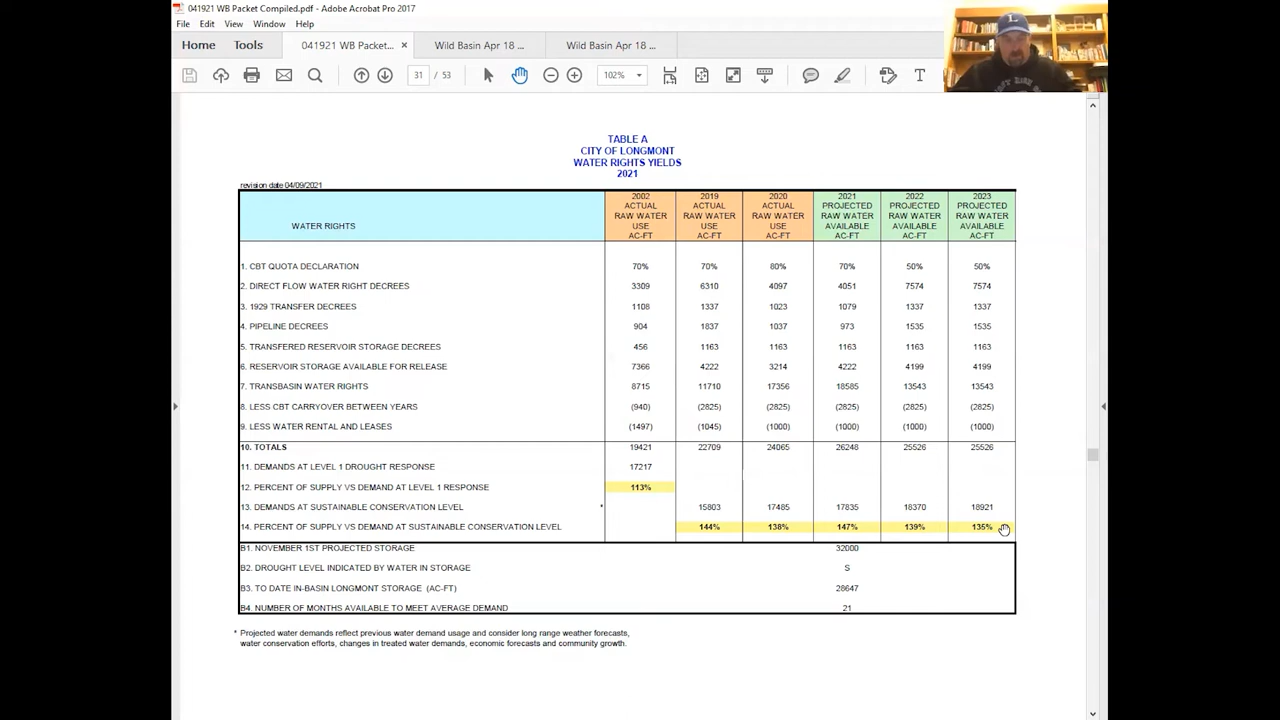 041921 WB Packet Compiled.pdf - Adobe Acrobat Pro 2017
File Edit View Window Help
Home Tools 041921 WB Packet... × Wild Basin Apr 18 ... Wild Basin Apr 18 ...
31 / 53 102%
TABLE A
CITY OF LONGMONT
WATER RIGHTS YIELDS
2021
revision date 04/09/2021
WATER RIGHTS
2002 ACTUAL RAW WATER USE AC-FT
2019 ACTUAL RAW WATER USE AC-FT
2020 ACTUAL RAW WATER USE AC-FT
2021 PROJECTED RAW WATER AVAILABLE AC-FT
2022 PROJECTED RAW WATER AVAILABLE AC-FT
2023 PROJECTED RAW WATER AVAILABLE AC-FT
1. CBT QUOTA DECLARATION 70% 70% 80% 70% 50% 50%
2. DIRECT FLOW WATER RIGHT DECREES 3309 6310 4097 4051 7574 7574
3. 1929 TRANSFER DECREES 1108 1337 1023 1079 1337 1337
4. PIPELINE DECREES 904 1837 1037 973 1535 1535
5. TRANSFERED RESERVOIR STORAGE DECREES 456 1163 1163 1163 1163 1163
6. RESERVOIR STORAGE AVAILABLE FOR RELEASE 7366 4222 3214 4222 4199 4199
7. TRANSBASIN WATER RIGHTS 8715 11710 17356 18585 13543 13543
8. LESS CBT CARRYOVER BETWEEN YEARS (940) (2825) (2825) (2825) (2825) (2825)
9. LESS WATER RENTAL AND LEASES (1497) (1045) (1000) (1000) (1000) (1000)
10. TOTALS 19421 22709 24065 26248 25526 25526
11. DEMANDS AT LEVEL 1 DROUGHT RESPONSE 17217
12. PERCENT OF SUPPLY VS DEMAND AT LEVEL 1 RESPONSE 113%
13. DEMANDS AT SUSTAINABLE CONSERVATION LEVEL * 15803 17485 17835 18370 18921
14. PERCENT OF SUPPLY VS DEMAND AT SUSTAINABLE CONSERVATION LEVEL 144% 138% 147% 139% 135%
B1. NOVEMBER 1ST PROJECTED STORAGE 32000
B2. DROUGHT LEVEL INDICATED BY WATER IN STORAGE S
B3. TO DATE IN-BASIN LONGMONT STORAGE (AC-FT) 28647
B4. NUMBER OF MONTHS AVAILABLE TO MEET AVERAGE DEMAND 21
* Projected water demands reflect previous water demand usage and consider long range weather forecasts,
water conservation efforts, changes in treated water demands, economic forecasts and community growth.